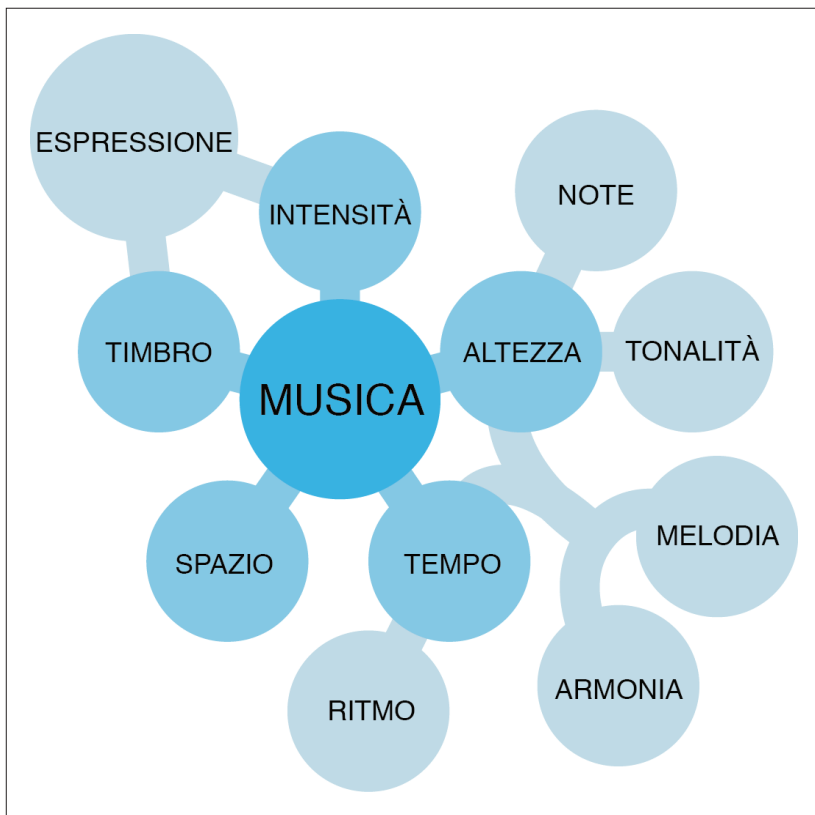 ESPRESSIONE
INTENSITÀ
NOTE
TIMBRO
MUSICA
ALTEZZA
TONALITÀ
SPAZIO
TEMPO
MELODIA
RITMO
ARMONIA